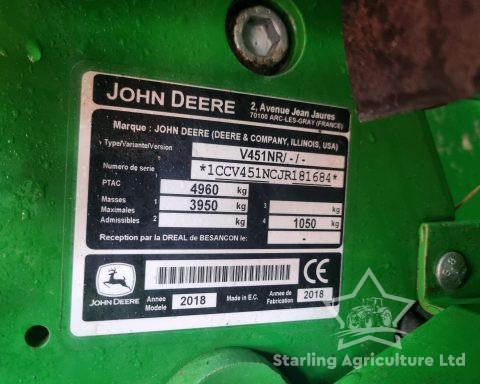 JOHN DEERE
2, Avenue Jean Jaures
70100 ARC-LES-GRAY (FRANCE)
Marque : JOHN DEERE (DEERE & COMPANY, ILLINOIS, USA)
Type/Variante/Version V451NR/-/-
Numero de serie *1CCV451NCJR181684*
PTAC 4960 kg
Masses 1 3950 kg 3 kg
Maximales
Admissibles 2 kg 4 1050 kg
Reception par la DREAL de BESANCON le: -
JOHN DEERE
CE
Annee Modele 2018 Made in E.C. Annee de Fabrication 2018
Starling Agriculture Ltd